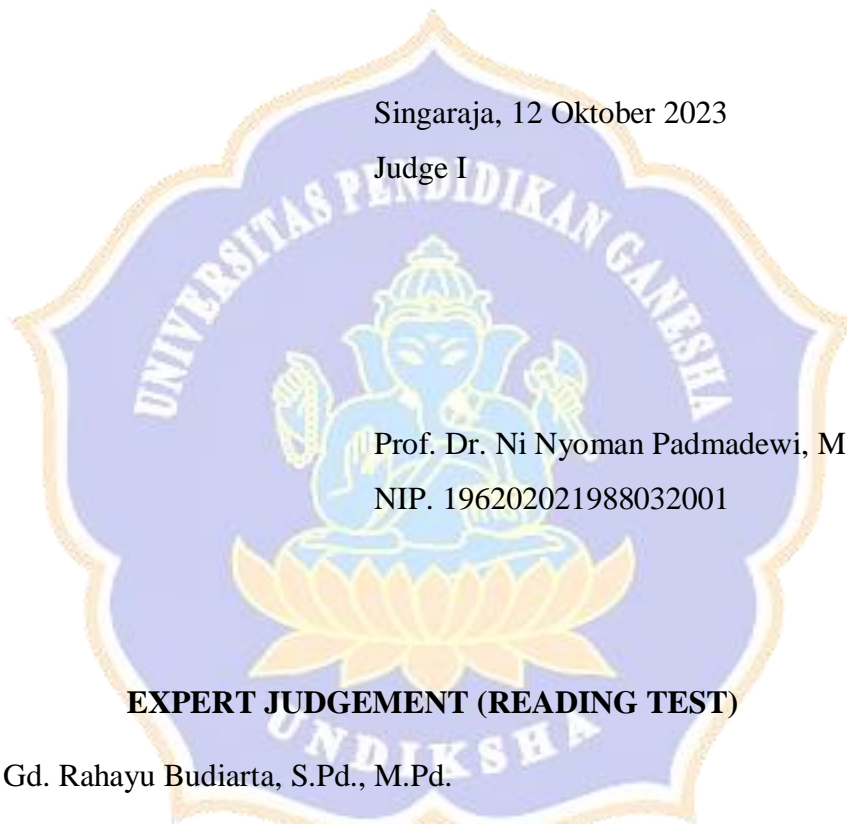 Singaraja, 12 Oktober 2023
Judge I
UNIVERSITAS PENDIDIKAN GANESHA
Prof. Dr. Ni Nyoman Padmadewi, M
NIP. 196202021988032001
EXPERT JUDGEMENT (READING TEST)
UNDIKSHA
Gd. Rahayu Budiarta, S.Pd., M.Pd.